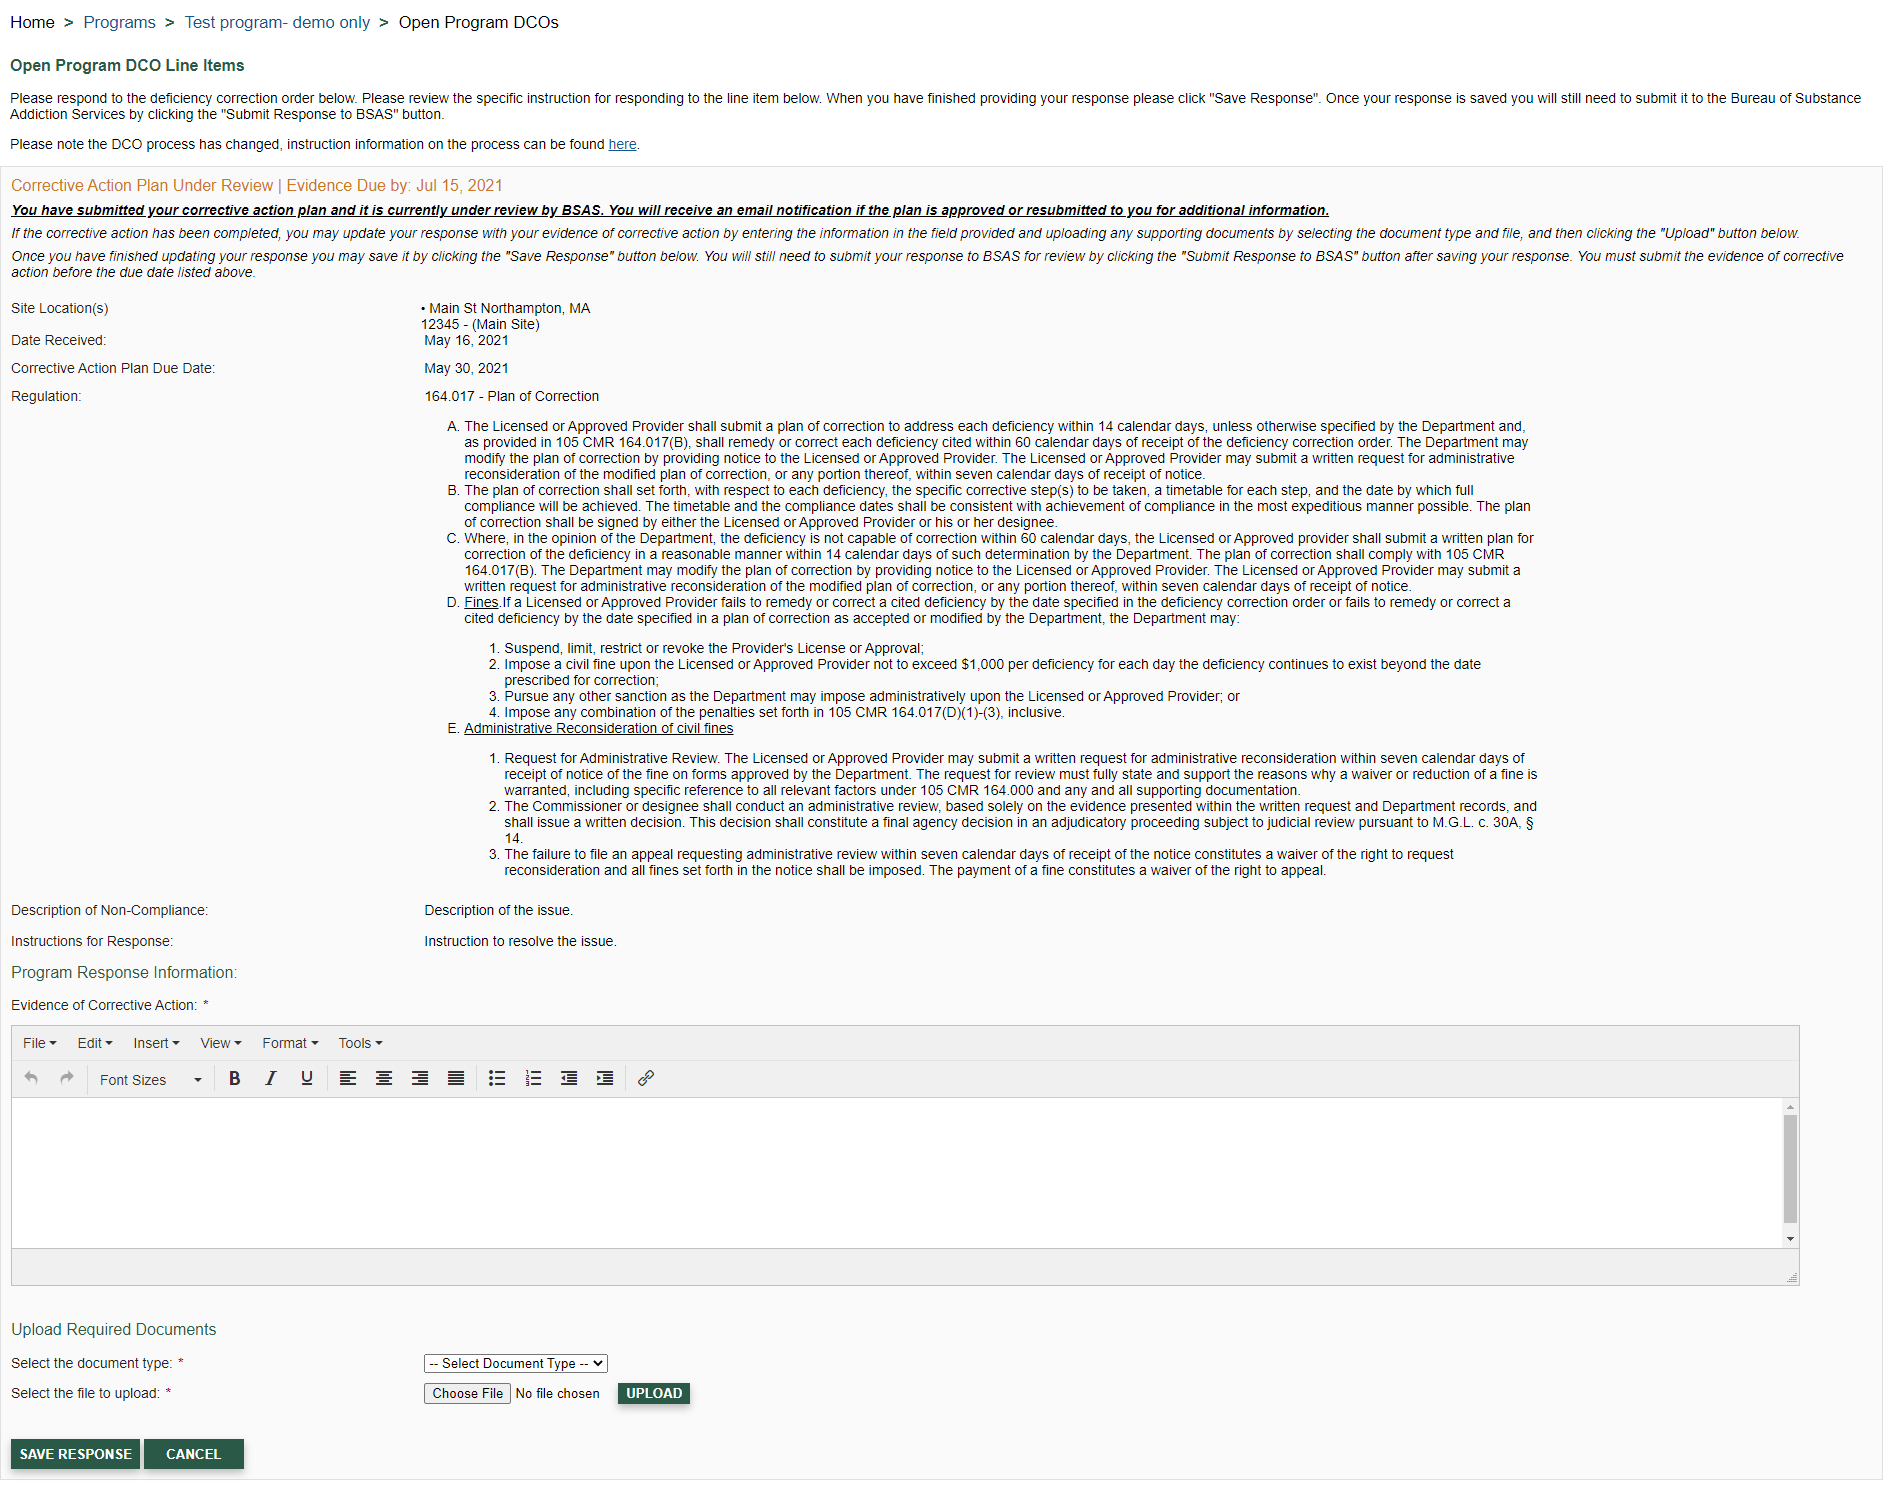 Home > Programs > Test program- demo only > Open Program DCOs
Open Program DCO Line Items
Please respond to the deficiency correction order below. Please review the specific instruction for responding to the line item below. When you have finished providing your response please click "Save Response". Once your response is saved you will still need to submit it to the Bureau of Substance
Addiction Services by clicking the "Submit Response to BSAS" button.
Please note the DCO process has changed, instruction information on the process can be found here.
Corrective Action Plan Under Review | Evidence Due by: Jul 15, 2021
You have submitted your corrective action plan and it is currently under review by BSAS. You will receive an email notification if the plan is approved or resubmitted to you for additional information.
If the corrective action has been completed, you may update your response with your evidence of corrective action by entering the information in the field provided and uploading any supporting documents by selecting the document type and file, and then clicking the "Upload" button below.
Once you have finished updating your response you may save it by clicking the "Save Response" button below. You will still need to submit your response to BSAS for review by clicking the "Submit Response to BSAS" button after saving your response. You must submit the evidence of corrective
action before the due date listed above.
Site Location(s)
• Main St Northampton, MA
12345 - (Main Site)
Date Received:
May 16, 2021
Corrective Action Plan Due Date:
May 30, 2021
Regulation:
164.017 - Plan of Correction
A. The Licensed or Approved Provider shall submit a plan of correction to address each deficiency within 14 calendar days, unless otherwise specified by the Department and,
as provided in 105 CMR 164.017(B), shall remedy or correct each deficiency cited within 60 calendar days of receipt of the deficiency correction order. The Department may
modify the plan of correction by providing notice to the Licensed or Approved Provider. The Licensed or Approved Provider may submit a written request for administrative
reconsideration of the modified plan of correction, or any portion thereof, within seven calendar days of receipt of notice.
B. The plan of correction shall set forth, with respect to each deficiency, the specific corrective step(s) to be taken, a timetable for each step, and the date by which full
compliance will be achieved. The timetable and the compliance dates shall be consistent with achievement of compliance in the most expeditious manner possible. The plan
of correction shall be signed by either the Licensed or Approved Provider or his or her designee.
C. Where, in the opinion of the Department, the deficiency is not capable of correction within 60 calendar days, the Licensed or Approved provider shall submit a written plan for
correction of the deficiency in a reasonable manner within 14 calendar days of such determination by the Department. The plan of correction shall comply with 105 CMR
164.017(B). The Department may modify the plan of correction by providing notice to the Licensed or Approved Provider. The Licensed or Approved Provider may submit a
written request for administrative reconsideration of the modified plan of correction, or any portion thereof, within seven calendar days of receipt of notice.
D. Fines.If a Licensed or Approved Provider fails to remedy or correct a cited deficiency by the date specified in the deficiency correction order or fails to remedy or correct a
cited deficiency by the date specified in a plan of correction as accepted or modified by the Department, the Department may:
1. Suspend, limit, restrict or revoke the Provider's License or Approval;
2. Impose a civil fine upon the Licensed or Approved Provider not to exceed $1,000 per deficiency for each day the deficiency continues to exist beyond the date
prescribed for correction;
3. Pursue any other sanction as the Department may impose administratively upon the Licensed or Approved Provider; or
4. Impose any combination of the penalties set forth in 105 CMR 164.017(D)(1)-(3), inclusive.
E. Administrative Reconsideration of civil fines
1. Request for Administrative Review. The Licensed or Approved Provider may submit a written request for administrative reconsideration within seven calendar days of
receipt of notice of the fine on forms approved by the Department. The request for review must fully state and support the reasons why a waiver or reduction of a fine is
warranted, including specific reference to all relevant factors under 105 CMR 164.000 and any and all supporting documentation.
2. The Commissioner or designee shall conduct an administrative review, based solely on the evidence presented within the written request and Department records, and
shall issue a written decision. This decision shall constitute a final agency decision in an adjudicatory proceeding subject to judicial review pursuant to M.G.L. c. 30A, §
14.
3. The failure to file an appeal requesting administrative review within seven calendar days of receipt of the notice constitutes a waiver of the right to request
reconsideration and all fines set forth in the notice shall be imposed. The payment of a fine constitutes a waiver of the right to appeal.
Description of Non-Compliance:
Description of the issue.
Instructions for Response:
Instruction to resolve the issue.
Program Response Information:
Evidence of Corrective Action: *
File Edit Insert View Format Tools
Font Sizes B I U
Upload Required Documents
Select the document type: *
-- Select Document Type --
Select the file to upload: *
Choose File No file chosen UPLOAD
SAVE RESPONSE CANCEL